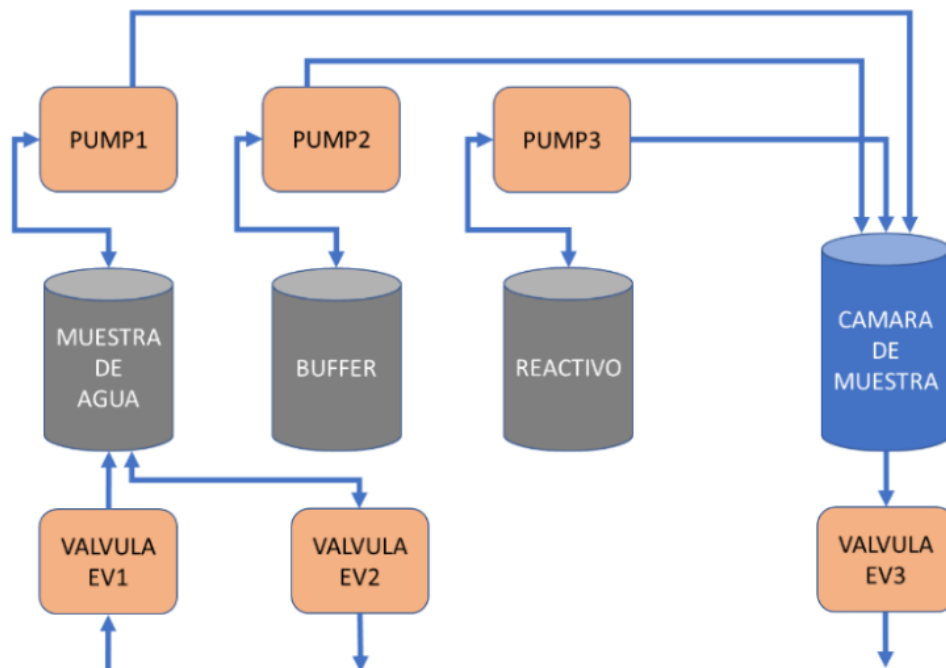 PUMP1
PUMP2
PUMP3
MUESTRA
DE
AGUA
BUFFER
REACTIVO
CAMARA
DE
MUESTRA
VALVULA
EV1
VALVULA
EV2
VALVULA
EV3